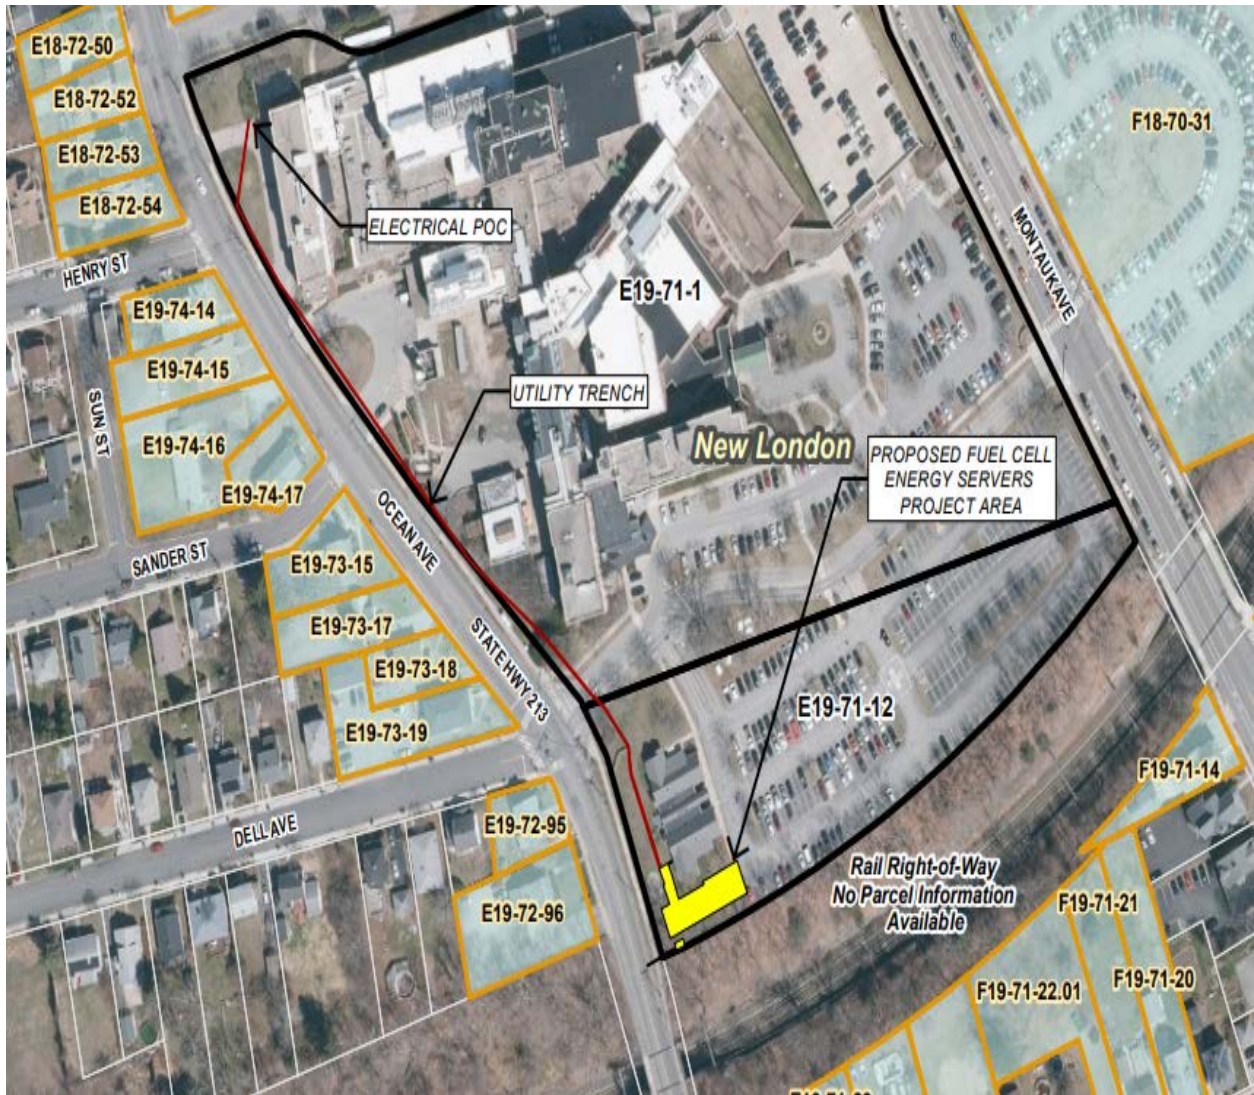 E18-72-50
E18-72-52
E18-72-53
E18-72-54
F18-70-31
ELECTRICAL POC
HENRY ST
MONTAUK AVE
E19-71-1
E19-74-14
E19-74-15
UTILITY TRENCH
SUN ST
E19-74-16
New London
PROPOSED FUEL CELL
ENERGY SERVERS
PROJECT AREA
E19-74-17
OCEAN AVE
SANDER ST
E19-73-15
E19-73-17
STATE HWY 213
E19-73-18
E19-71-12
E19-73-19
F19-71-14
DELL AVE
E19-72-95
Rail Right-of-Way
No Parcel Information
Available
E19-72-96
F19-71-21
F19-71-20
F19-71-22.01